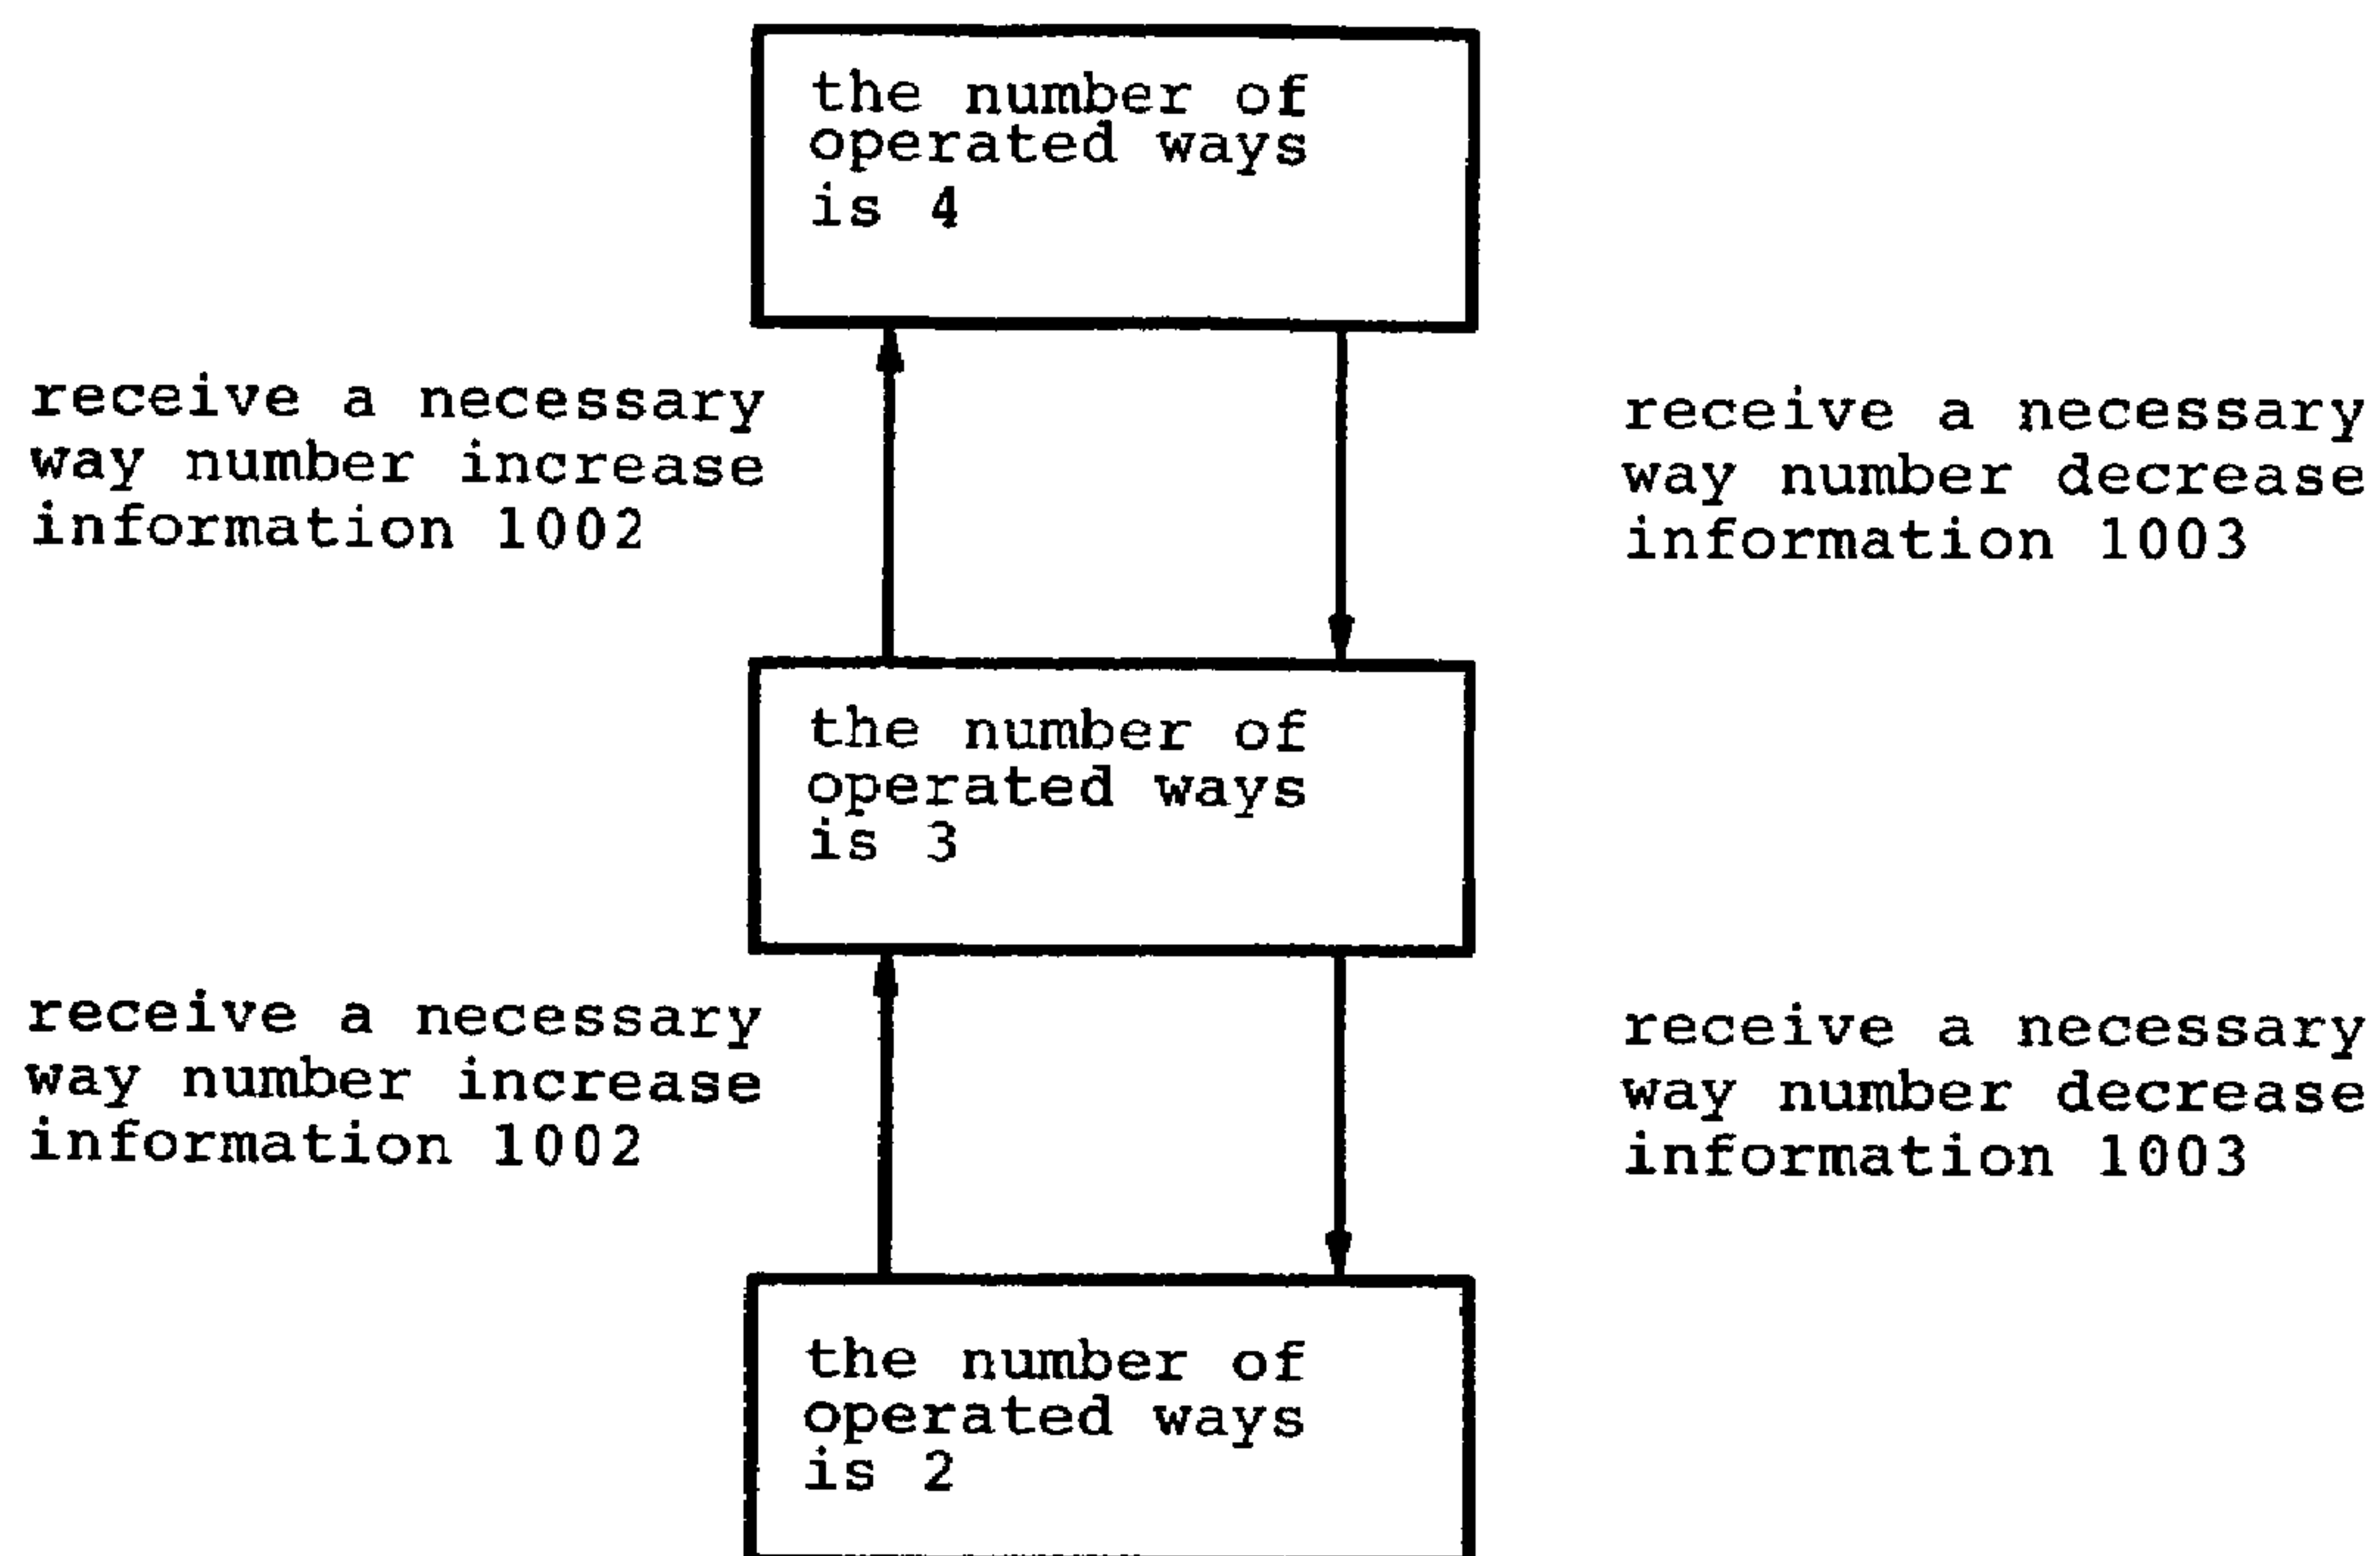 the number of
operated ways
is 4
receive a necessary
way number increase
information 1002
receive a necessary
way number decrease
information 1003
the number of
operated ways
is 3
receive a necessary
way number increase
information 1002
receive a necessary
way number decrease
information 1003
the number of
operated ways
is 2